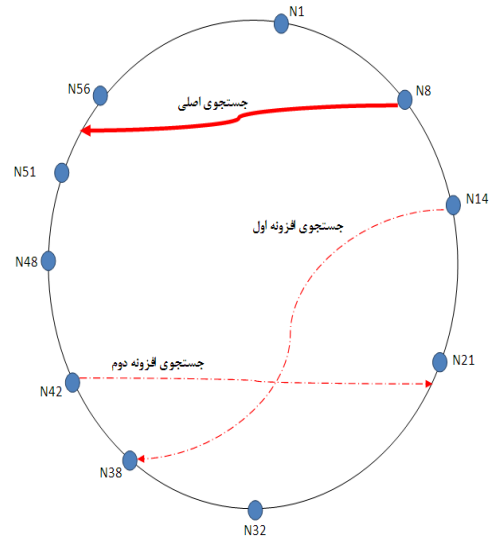 N1
N56
N8
جستجوی اصلی
N51
N14
جستجوی افزونه اول
N48
N21
جستجوی افزونه دوم
N42
N38
N32